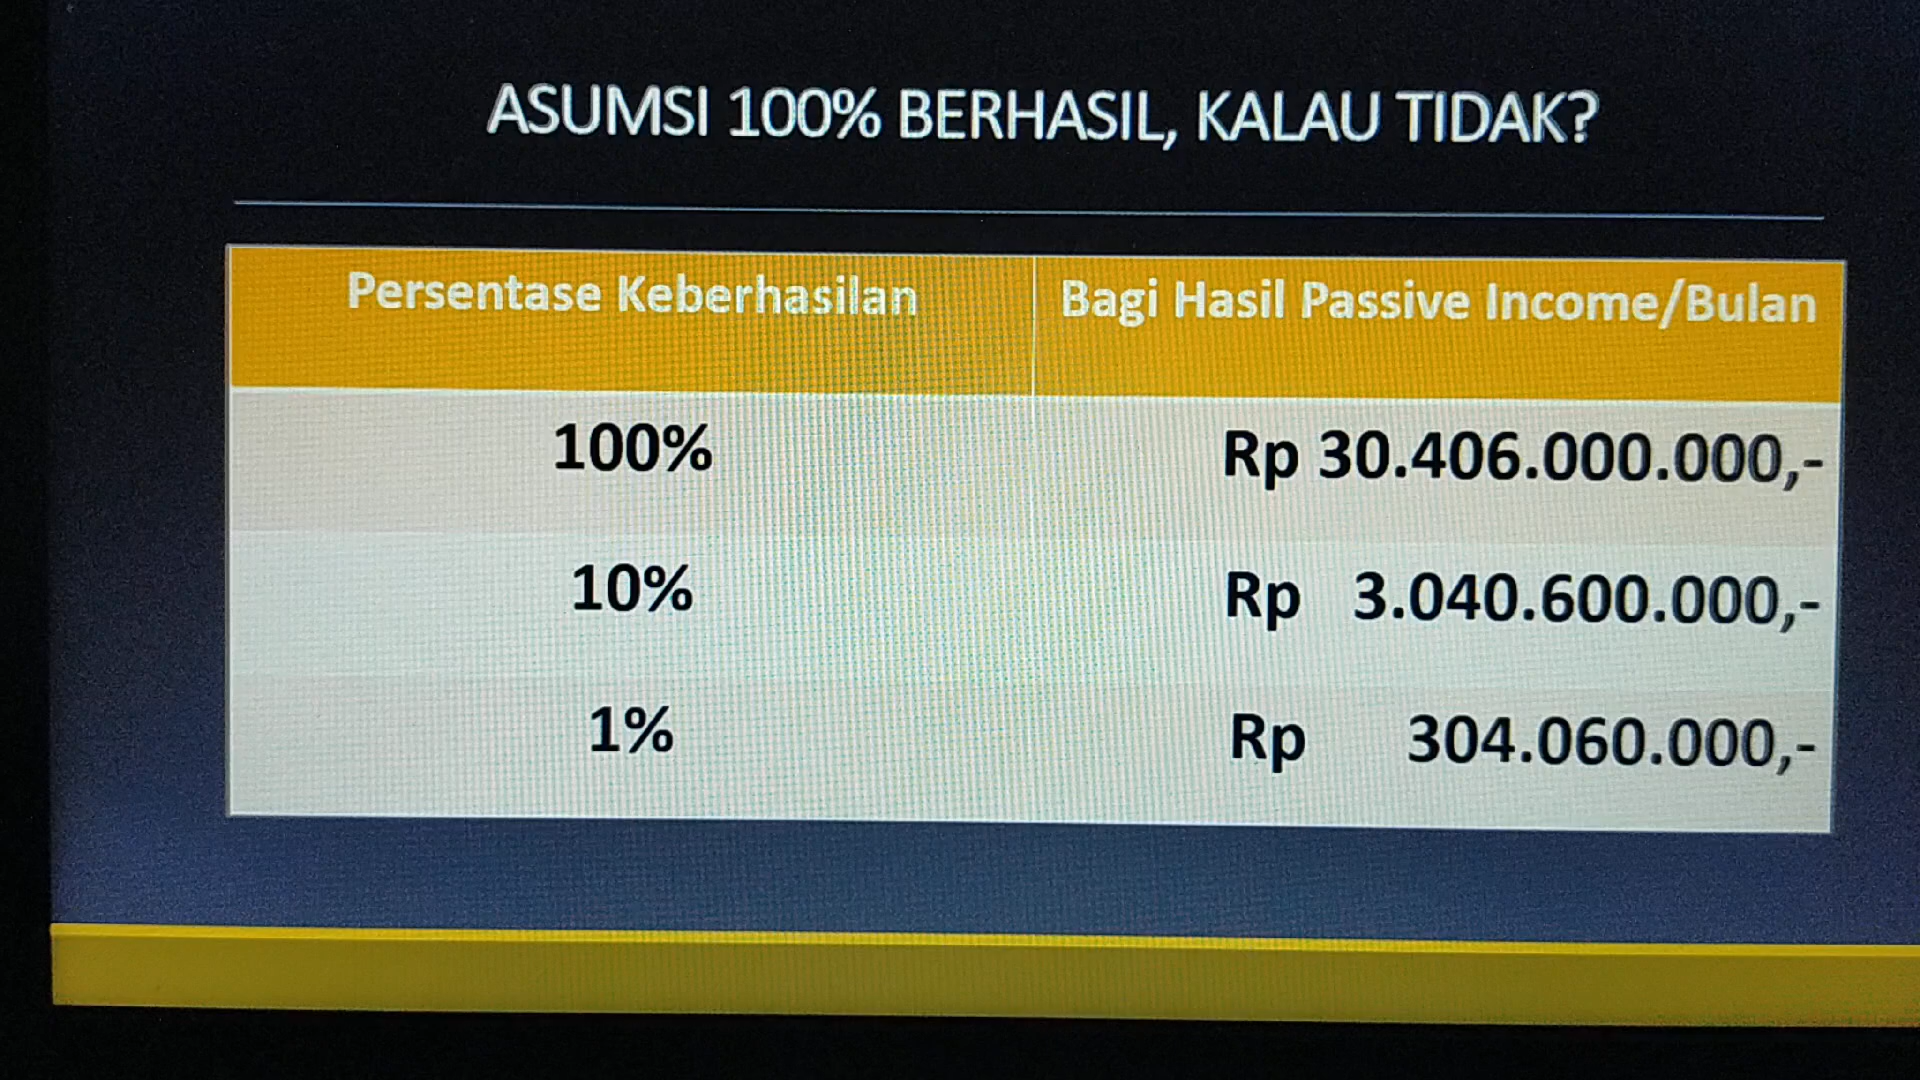 ASUMSI 100% BERHASIL, KALAU TIDAK?
Persentase Keberhasilan Bagi Hasil Passive Income/Bulan
100% Rp 30.406.000.000,-
10% Rp 3.040.600.000,-
1% Rp 304.060.000,-